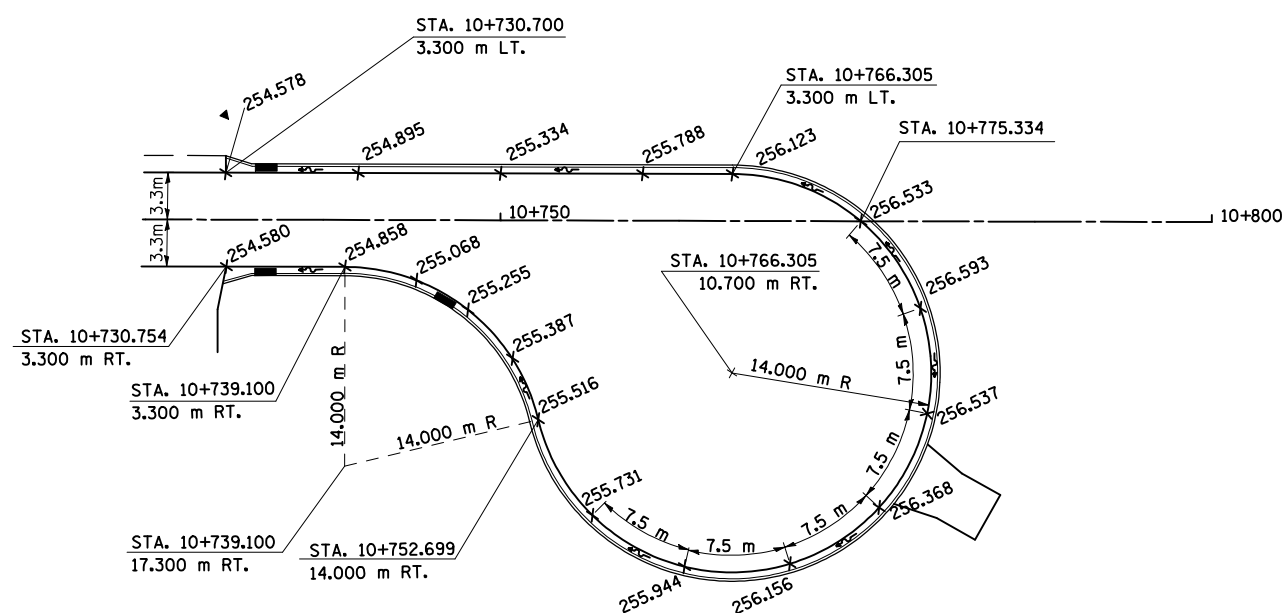 STA. 10+730.700
3.300 m LT.
254.578
STA. 10+766.305
3.300 m LT.
254.895
255.334
255.788
256.123
STA. 10+775.334
3.3m
3.3m
10+750
256.533
10+800
254.580
254.858
255.068
255.255
7.5 m
STA. 10+766.305
10.700 m RT.
256.593
STA. 10+730.754
3.300 m RT.
255.387
7.5 m
14.000 m R
STA. 10+739.100
3.300 m RT.
14.000 m R
255.516
256.537
14.000 m R
7.5 m
255.731
256.368
7.5 m
7.5 m
7.5 m
STA. 10+739.100
17.300 m RT.
STA. 10+752.699
14.000 m RT.
255.944
256.156